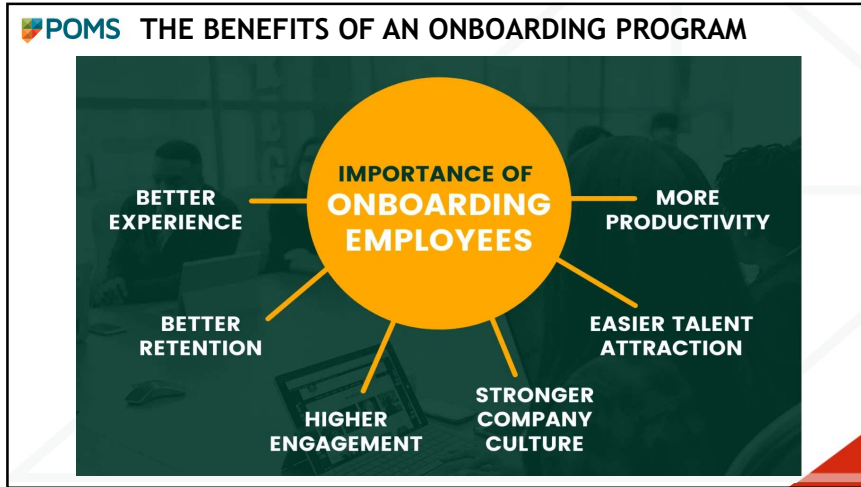 POMS THE BENEFITS OF AN ONBOARDING PROGRAM
IMPORTANCE OF
ONBOARDING
EMPLOYEES
BETTER
EXPERIENCE
BETTER
RETENTION
HIGHER
ENGAGEMENT
STRONGER
COMPANY
CULTURE
EASIER TALENT
ATTRACTION
MORE
PRODUCTIVITY